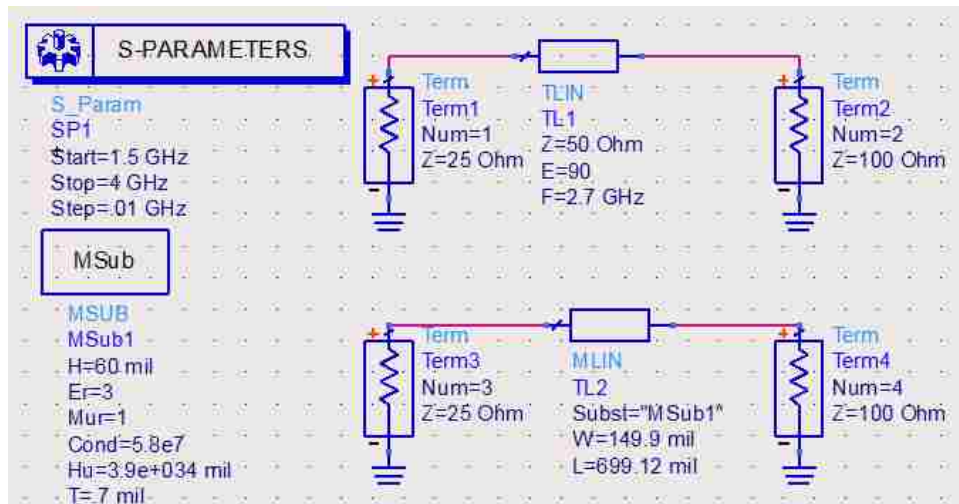 S-PARAMETERS
S_Param
SP1
Start=1.5 GHz
Stop=4 GHz
Step=.01 GHz
MSub
MSUB
MSub1
H=60 mil
Er=3
Mur=1
Cond=5.8e7
Hu=3.9e+034 mil
T=.7 mil
Term
Term1
Num=1
Z=25 Ohm
TLIN
TL1
Z=50 Ohm
E=90
F=2.7 GHz
Term
Term2
Num=2
Z=100 Ohm
Term
Term3
Num=3
Z=25 Ohm
MLIN
TL2
Subst="MSub1"
W=149.9 mil
L=699.12 mil
Term
Term4
Num=4
Z=100 Ohm